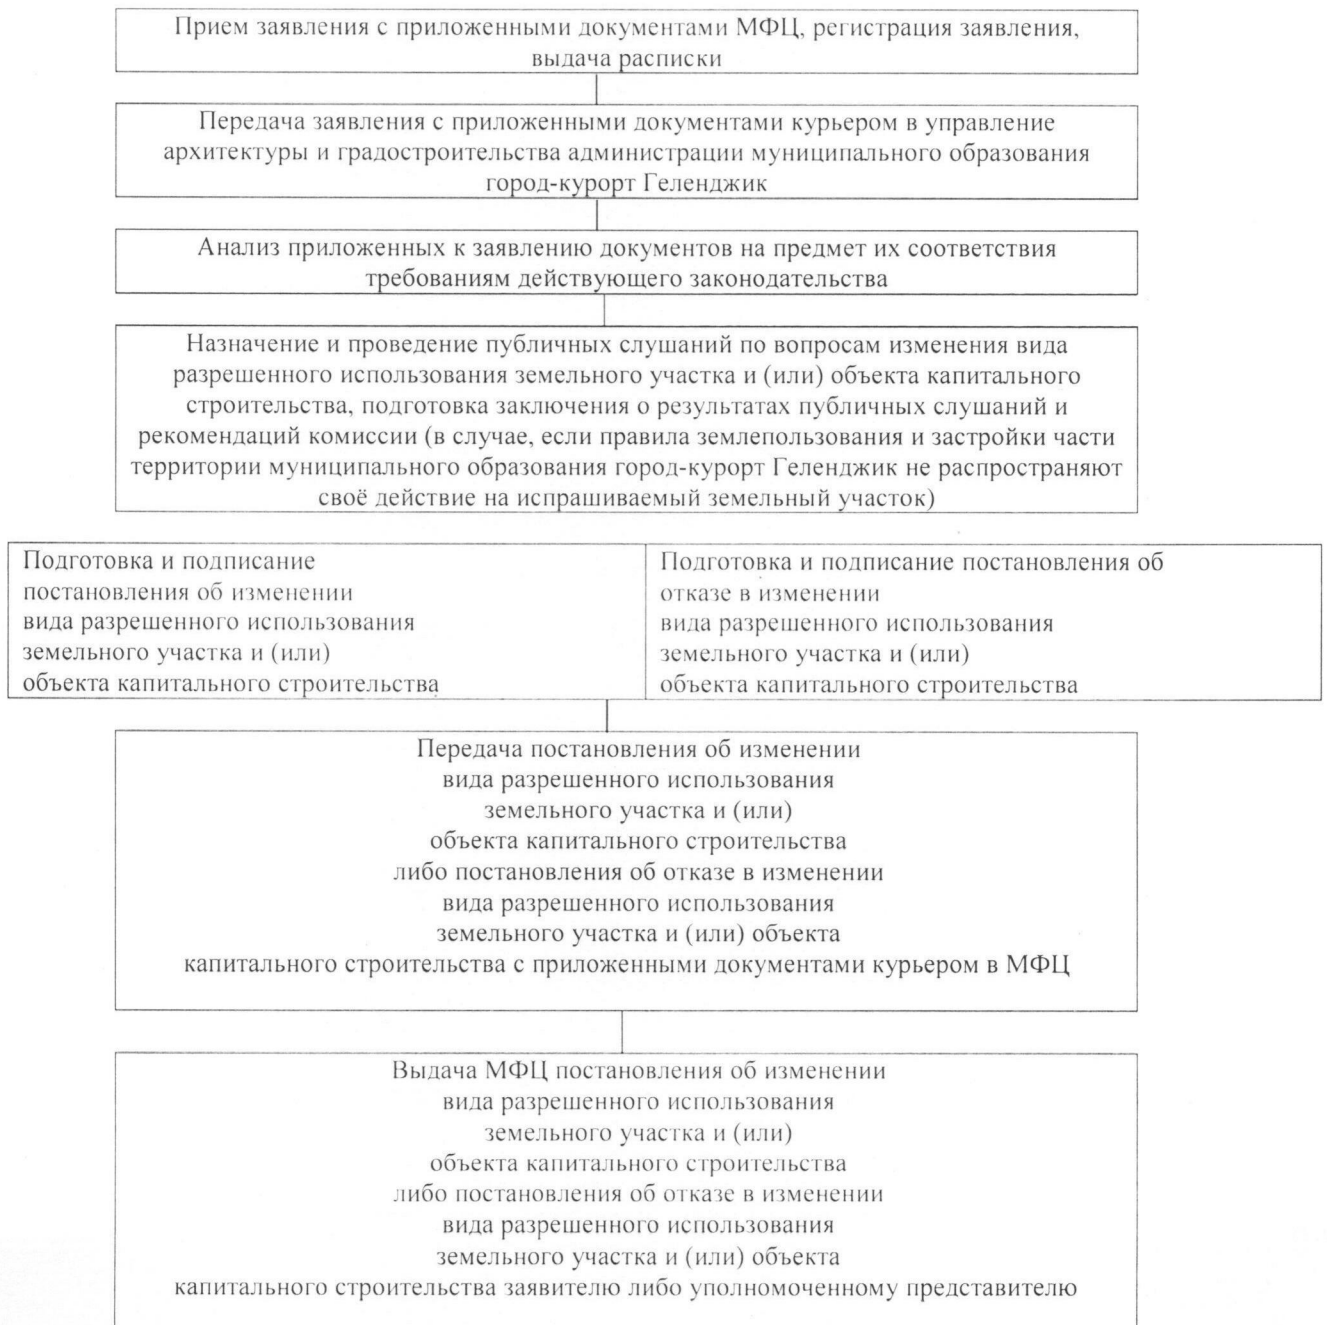 Прием заявления с приложенными документами МФЦ, регистрация заявления,
выдача расписки
Передача заявления с приложенными документами курьером в управление
архитектуры и градостроительства администрации муниципального образования
город-курорт Геленджик
Анализ приложенных к заявлению документов на предмет их соответствия
требованиям действующего законодательства
Назначение и проведение публичных слушаний по вопросам изменения вида
разрешенного использования земельного участка и (или) объекта капитального
строительства, подготовка заключения о результатах публичных слушаний и
рекомендаций комиссии (в случае, если правила землепользования и застройки части
территории муниципального образования город-курорт Геленджик не распространяют
своё действие на испрашиваемый земельный участок)
Подготовка и подписание
постановления об изменении
вида разрешенного использования
земельного участка и (или)
объекта капитального строительства
Подготовка и подписание постановления об
отказе в изменении
вида разрешенного использования
земельного участка и (или)
объекта капитального строительства
Передача постановления об изменении
вида разрешенного использования
земельного участка и (или)
объекта капитального строительства
либо постановления об отказе в изменении
вида разрешенного использования
земельного участка и (или) объекта
капитального строительства с приложенными документами курьером в МФЦ
Выдача МФЦ постановления об изменении
вида разрешенного использования
земельного участка и (или)
объекта капитального строительства
либо постановления об отказе в изменении
вида разрешенного использования
земельного участка и (или) объекта
капитального строительства заявителю либо уполномоченному представителю